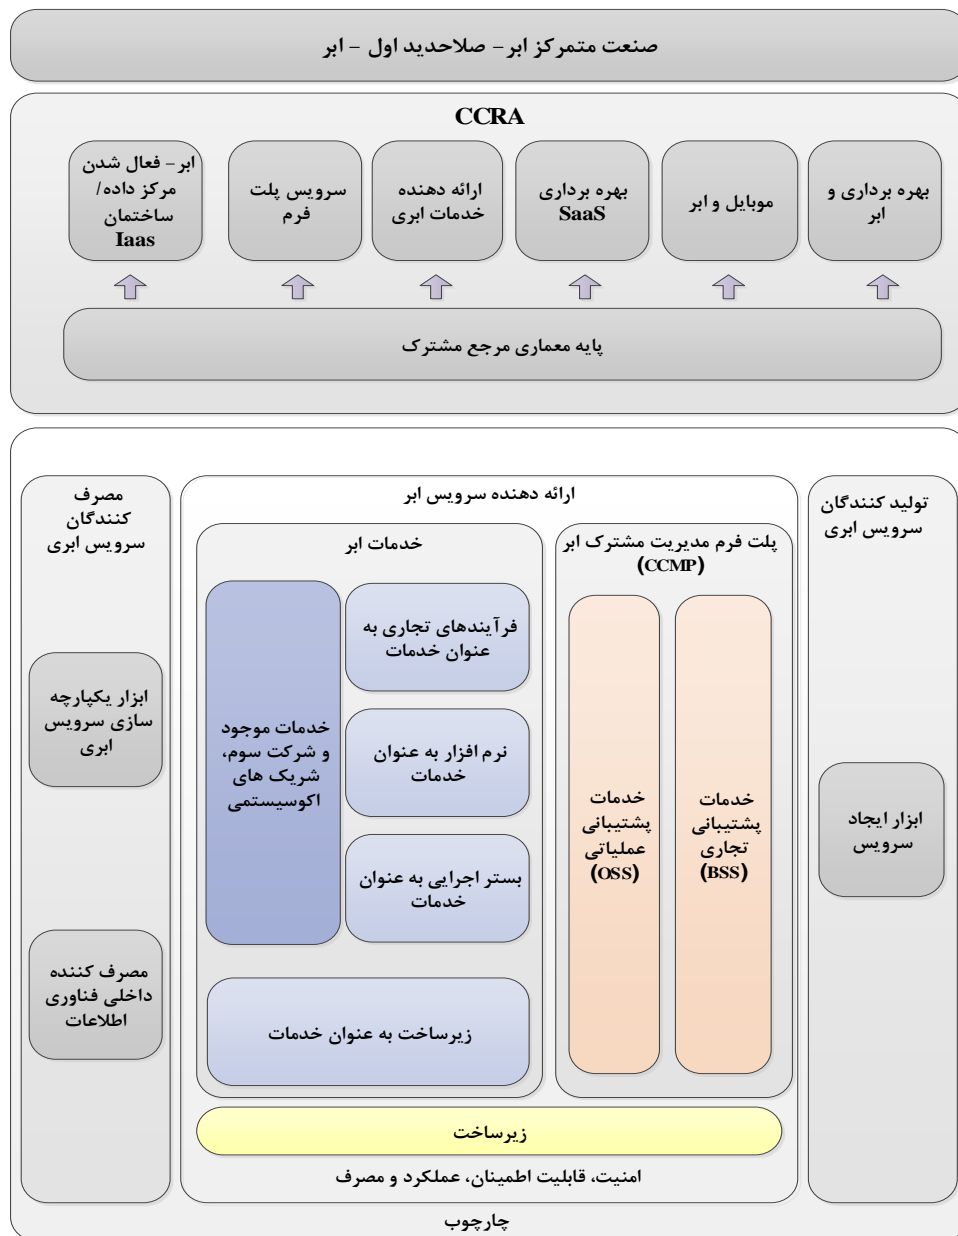 صنعت متمرکز ابر – صلاحدید اول – ابر
CCRA
ابر – فعال شدن
مرکز داده/
ساختمان
Iaas
سرویس پلت
فرم
ارائه دهنده
خدمات ابری
بهره برداری
SaaS
موبایل و ابر
بهره برداری و
ابر
پایه معماری مرجع مشترک
مصرف
کنندگان
سرویس ابری
ابزار یکپارچه
سازی سرویس
ابری
مصرف کننده
داخلی فناوری
اطلاعات
ارائه دهنده سرویس ابر
خدمات ابر
خدمات موجود
و شرکت سوم،
شریک های
اکوسیستمی
فرآیندهای تجاری به
عنوان خدمات
نرم افزار به عنوان
خدمات
بستر اجرایی به عنوان
خدمات
زیرساخت به عنوان خدمات
پلت فرم مدیریت مشترک ابر
(CCMP)
خدمات
پشتیبانی
عملیاتی
(OSS)
خدمات
پشتیبانی
تجاری
(BSS)
زیرساخت
امنیت، قابلیت اطمینان، عملکرد و مصرف
تولید کنندگان
سرویس ابری
ابزار ایجاد
سرویس
چارچوب